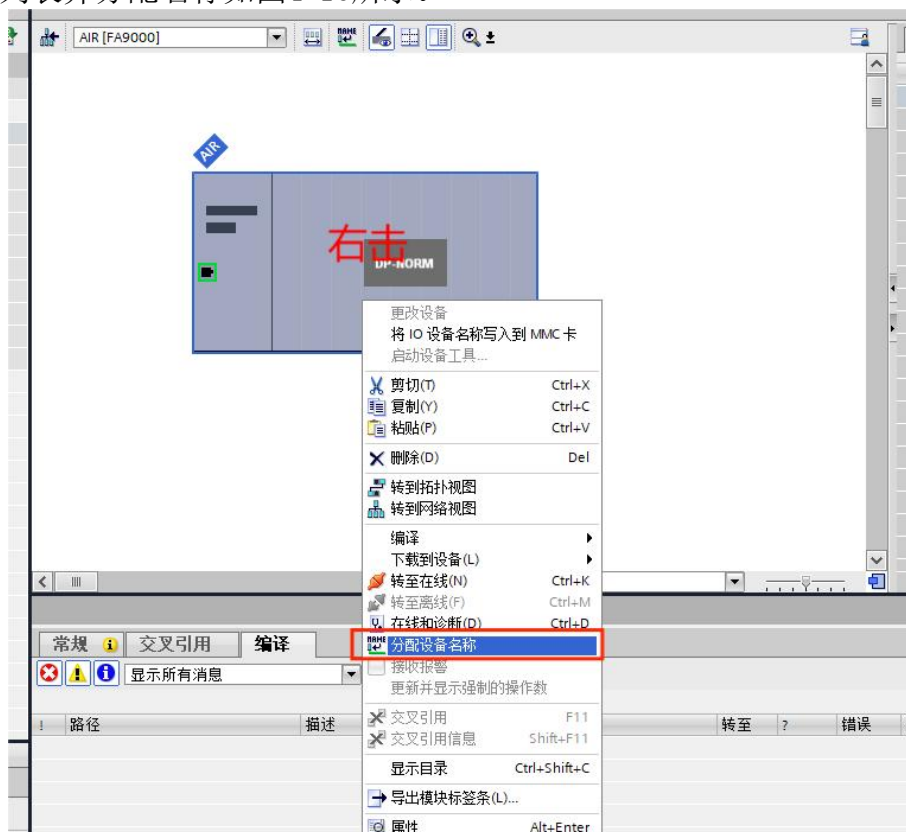 AIR [FA9000]
AIR
右击
DP-NORM
更改设备
将 IO 设备名称写入到 MMC 卡
启动设备工具...
剪切(T) Ctrl+X
复制(Y) Ctrl+C
粘贴(P) Ctrl+V
删除(D) Del
转到拓扑视图
转到网络视图
编译
下载到设备(L)
转至在线(N) Ctrl+K
转至离线(F) Ctrl+M
在线和诊断(D) Ctrl+D
分配设备名称
接收报警
更新并显示强制的操作数
交叉引用 F11
交叉引用信息 Shift+F11
显示目录 Ctrl+Shift+C
导出模块标签条(L)...
属性 Alt+Enter
常规 交叉引用 编译
显示所有消息
! 路径 描述 转至 ? 错误